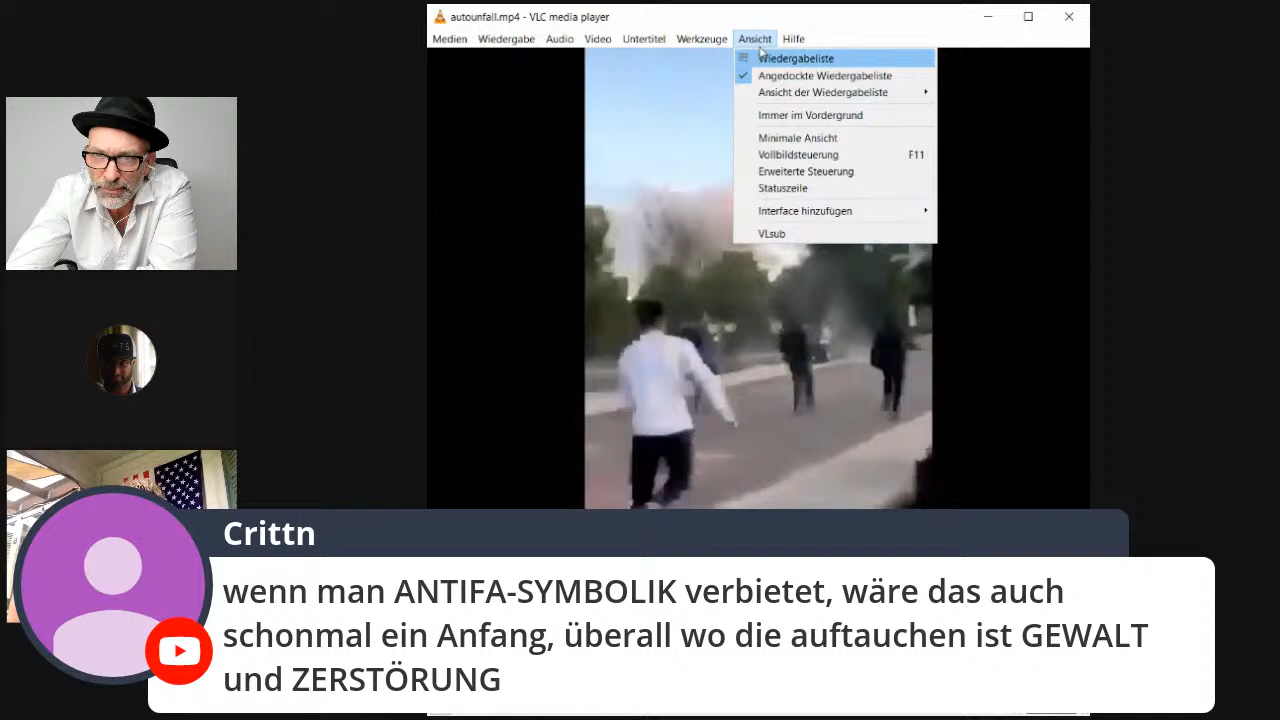 autounfall.mp4 - VLC media player
Medien Wiedergabe Audio Video Untertitel Werkzeuge Ansicht Hilfe
Wiedergabeliste
Angedockte Wiedergabeliste
Ansicht der Wiedergabeliste
Immer im Vordergrund
Minimale Ansicht
Vollbildsteuerung F11
Erweiterte Steuerung
Statuszeile
Interface hinzufügen
VLsub
Crittn
wenn man ANTIFA-SYMBOLIK verbietet, wäre das auch
schonmal ein Anfang, überall wo die auftauchen ist GEWALT
und ZERSTÖRUNG